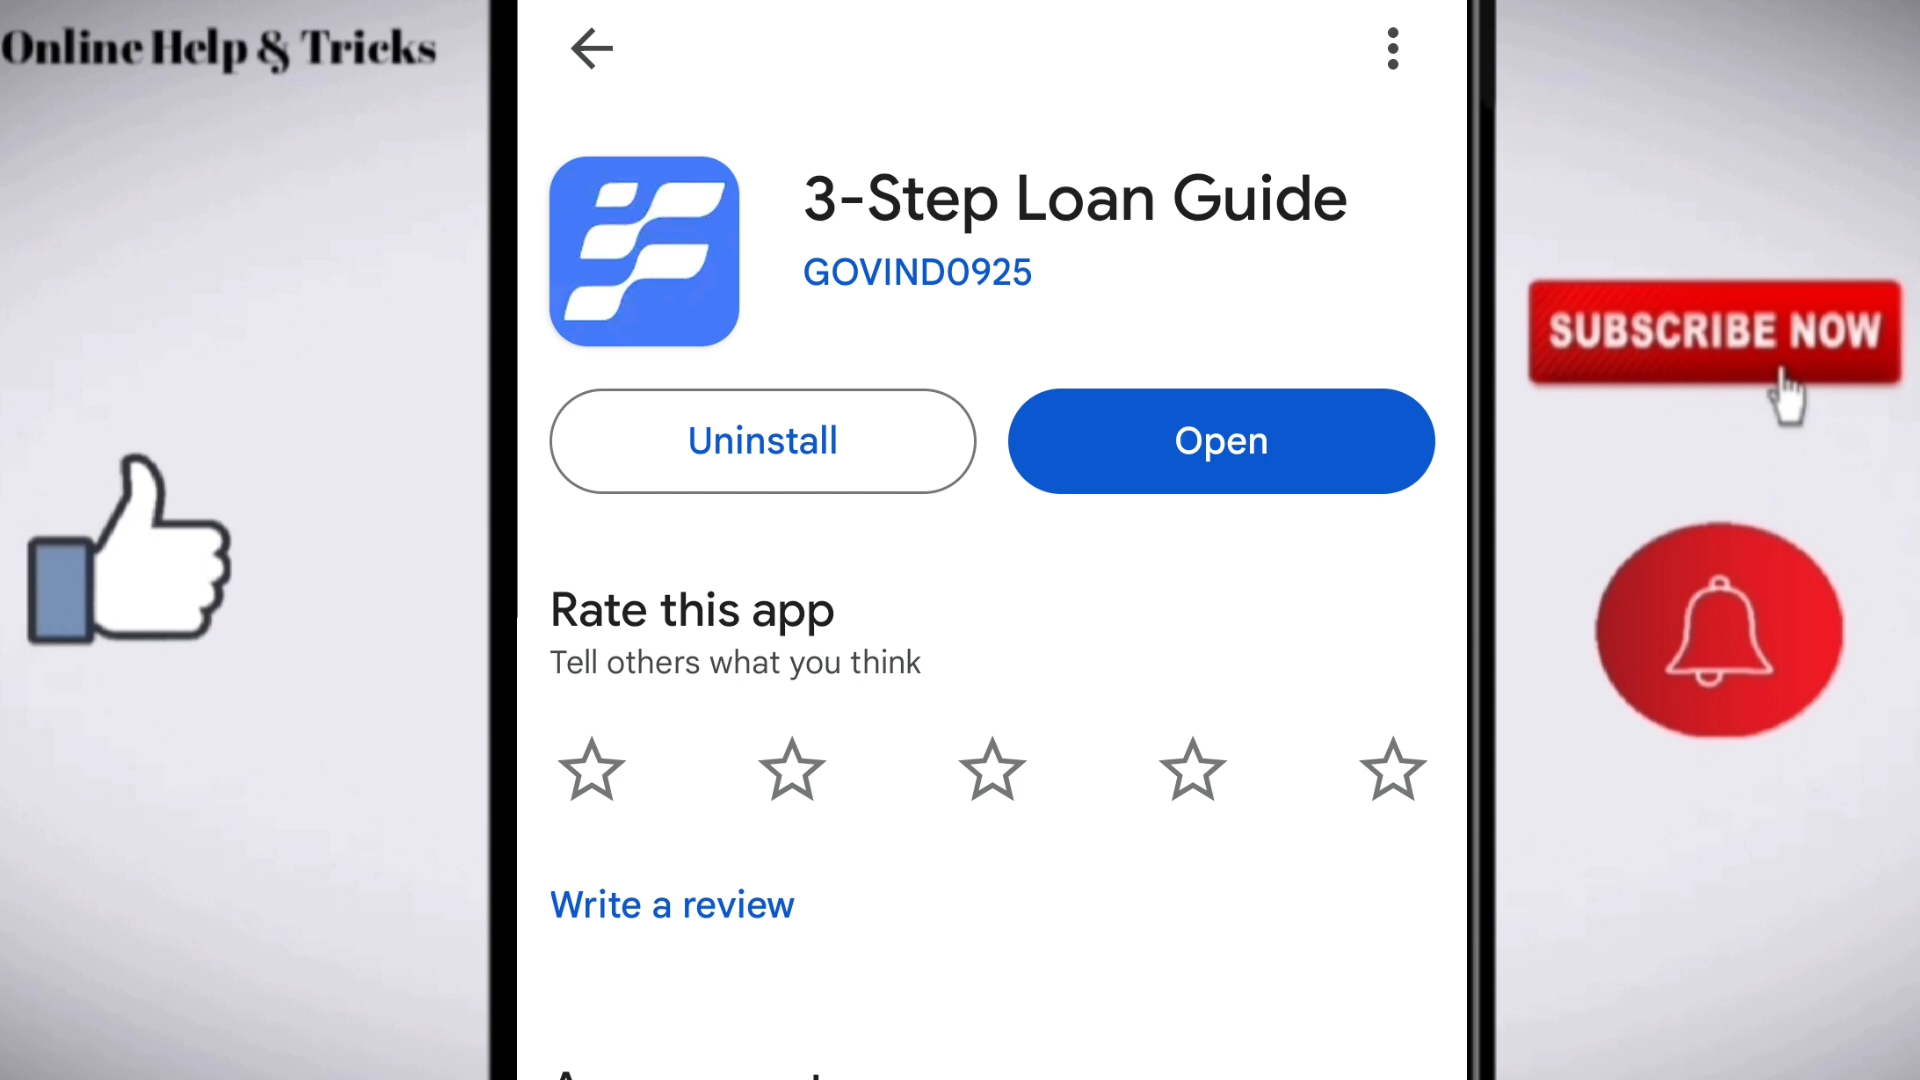 Online Help & Tricks
3-Step Loan Guide
GOVIND0925
Uninstall
Open
SUBSCRIBE NOW
Rate this app
Tell others what you think
Write a review